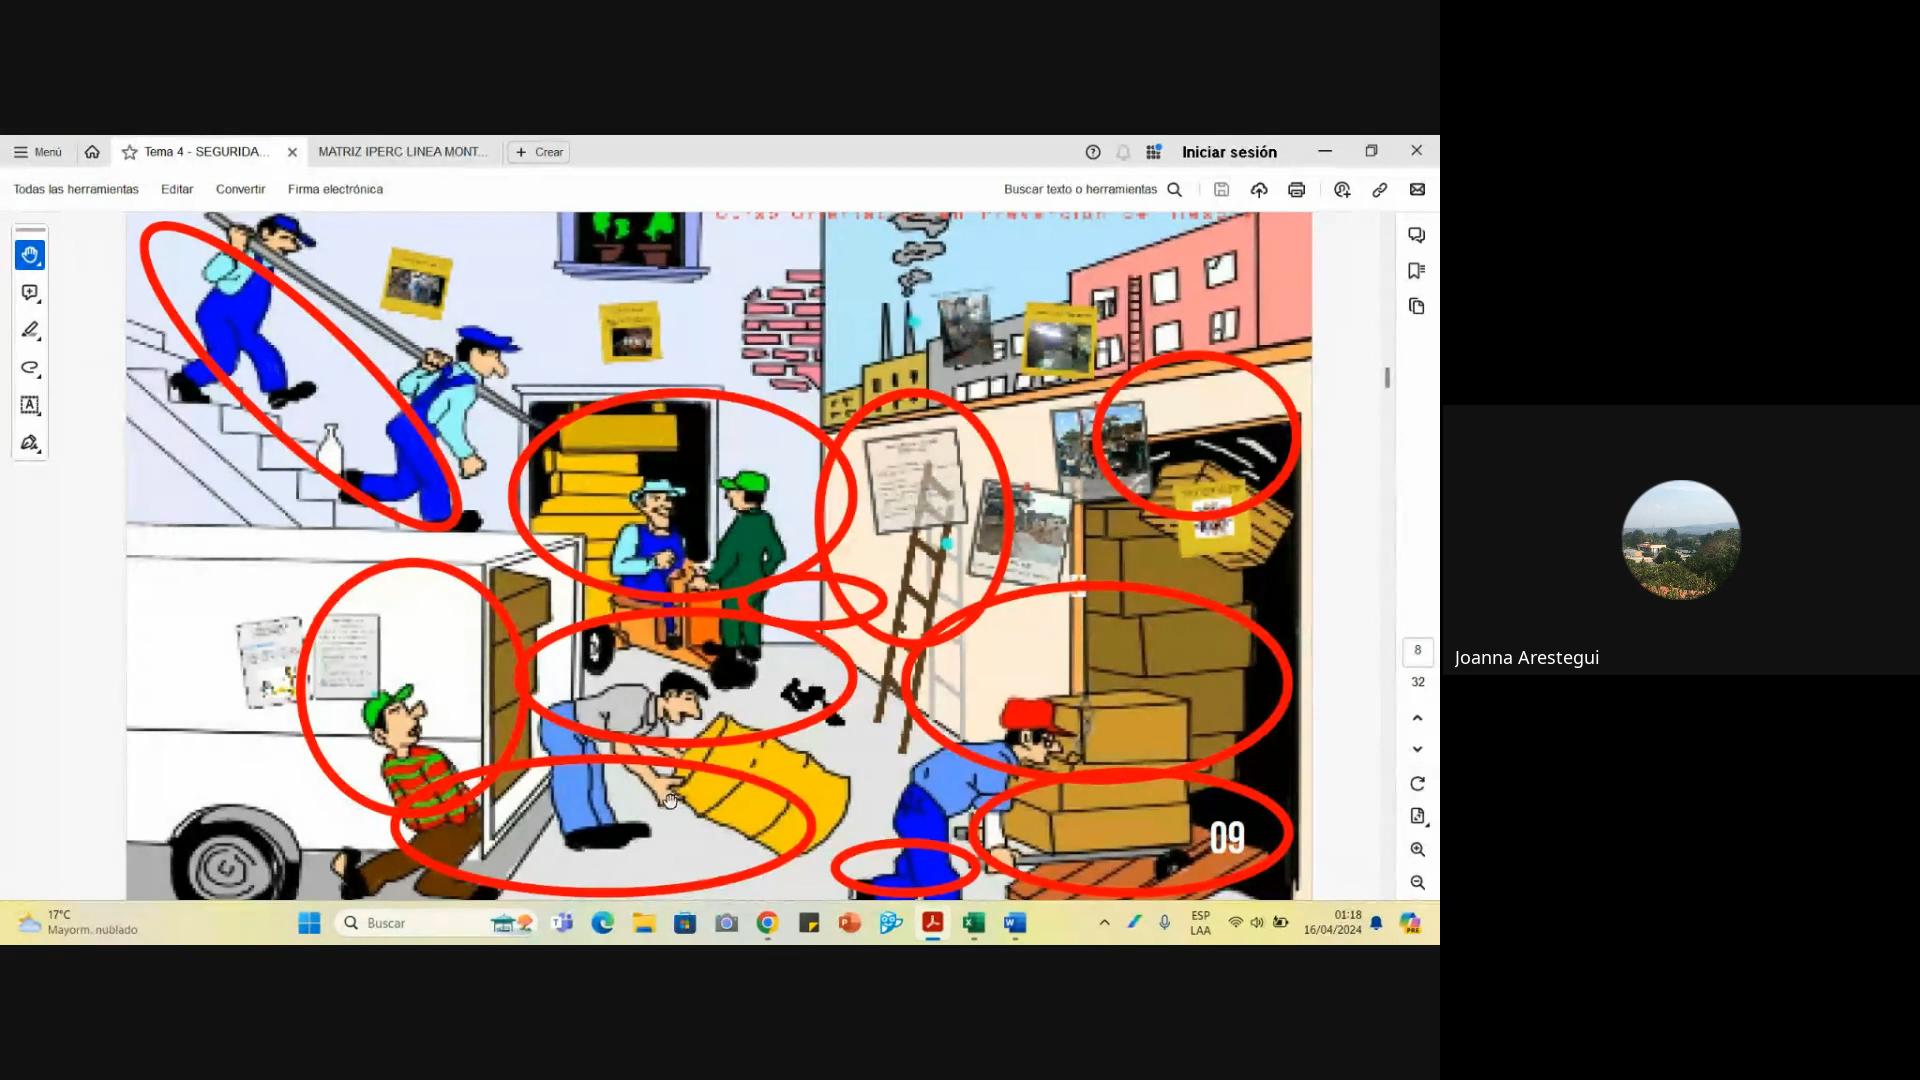 Menú
Tema 4 - SEGURIDA...
MATRIZ IPERC LINEA MONT...
+ Crear
Iniciar sesión
Todas las herramientas
Editar
Convertir
Firma electrónica
Buscar texto o herramientas
8
32
09
Joanna Arestegui
17°C
Mayorm. nublado
Buscar
ESP
LAA
01:18
16/04/2024